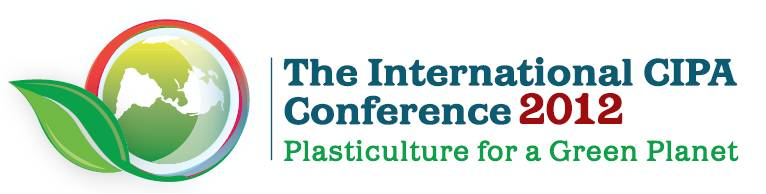 The International CIPA
Conference 2012
Plasticulture for a Green Planet